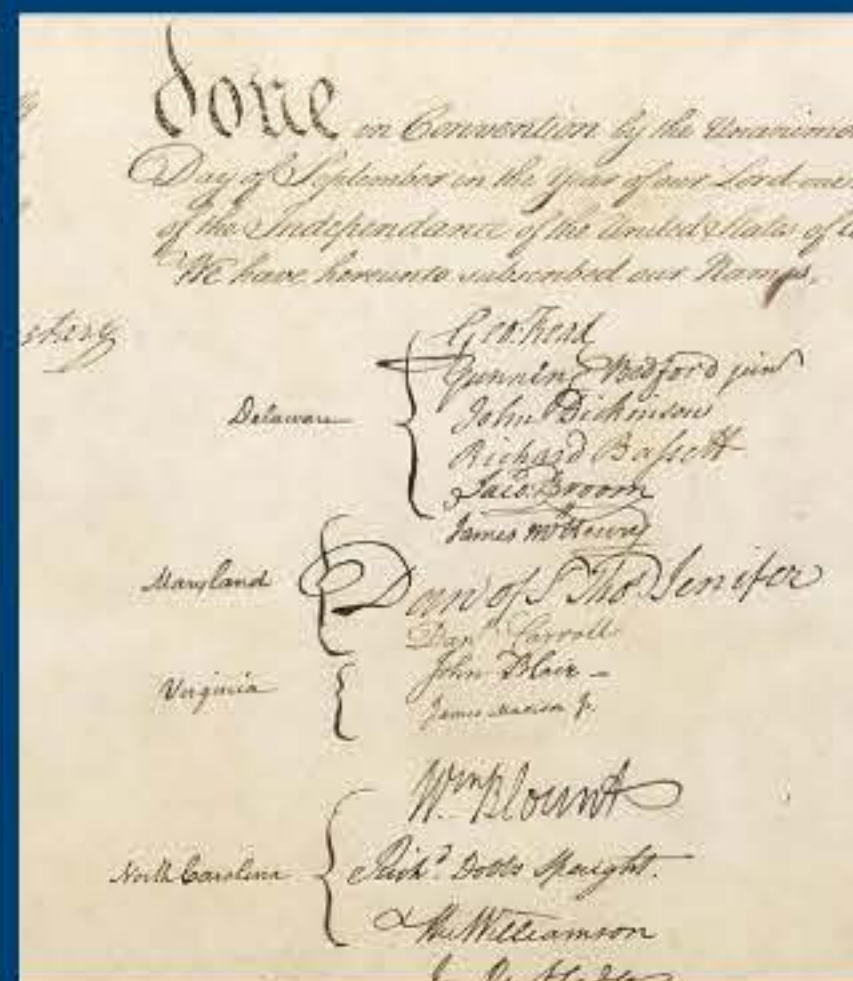 done in Convention by the Unanimou
Day of September in the Year of our Lord one
of the Independance of the United States of
We have hereunto subscribed our Names,
Geo: Read
Gunning Bedford jun
John Dickinson
Delaware
Richard Bassett
Jaco: Broom
James McHenry
Maryland
Dan of St Thos. Jenifer
Danl Carroll
John Blair —
Virginia
James Madison Jr.
Wm Blount
North Carolina
Richd. Dobbs Spaight.
Hu Williamson